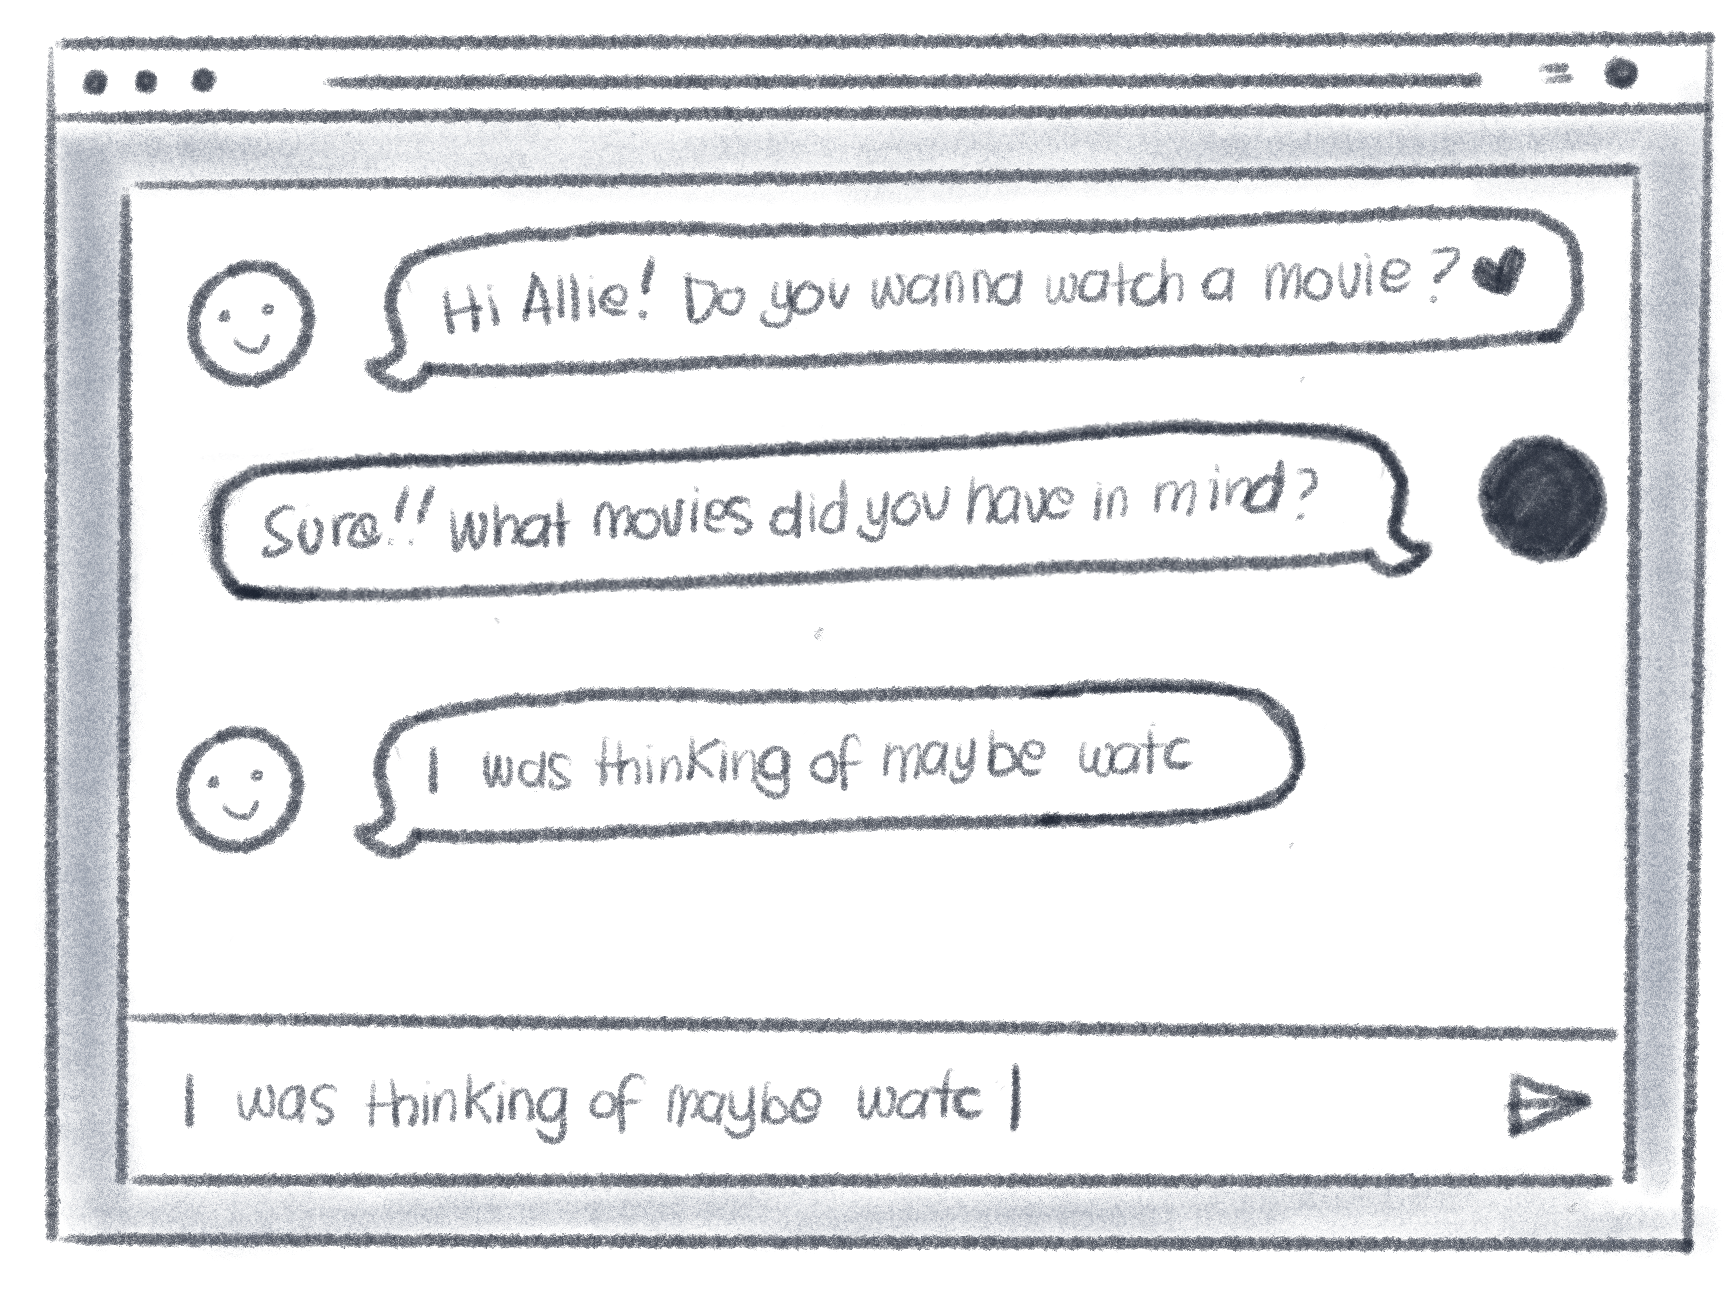 Hi Allie! Do you wanna watch a movie?
Sure!! what movies did you have in mind?
I was thinking of maybe watc
I was thinking of maybe watc